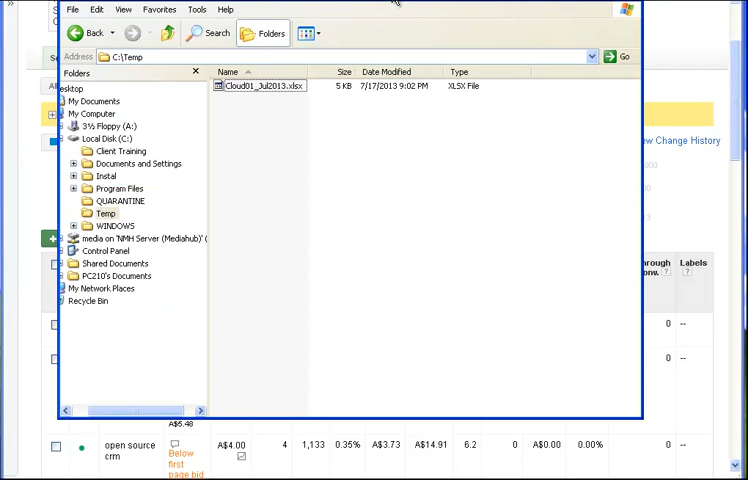 File Edit View Favorites Tools Help
Back Search Folders
Address C:\Temp Go
Folders Name Size Date Modified Type
esktop Cloud01_Jul2013.xlsx 5 KB 7/17/2013 9:02 PM XLSX File
My Documents
My Computer
3½ Floppy (A:)
Local Disk (C:)
Client Training
Documents and Settings
Instal
Program Files
QUARANTINE
Temp
WINDOWS
media on 'NMH Server (Mediahub)' (
Control Panel
Shared Documents
PC210's Documents
My Network Places
Recycle Bin
ew Change History
rough Labels
onv. ? ?
0 --
0 --
A$5.48
open source crm A$4.00 4 1,133 0.35% A$3.73 A$14.91 6.2 0 A$0.00 0.00% 0 --
Below
first
page bid